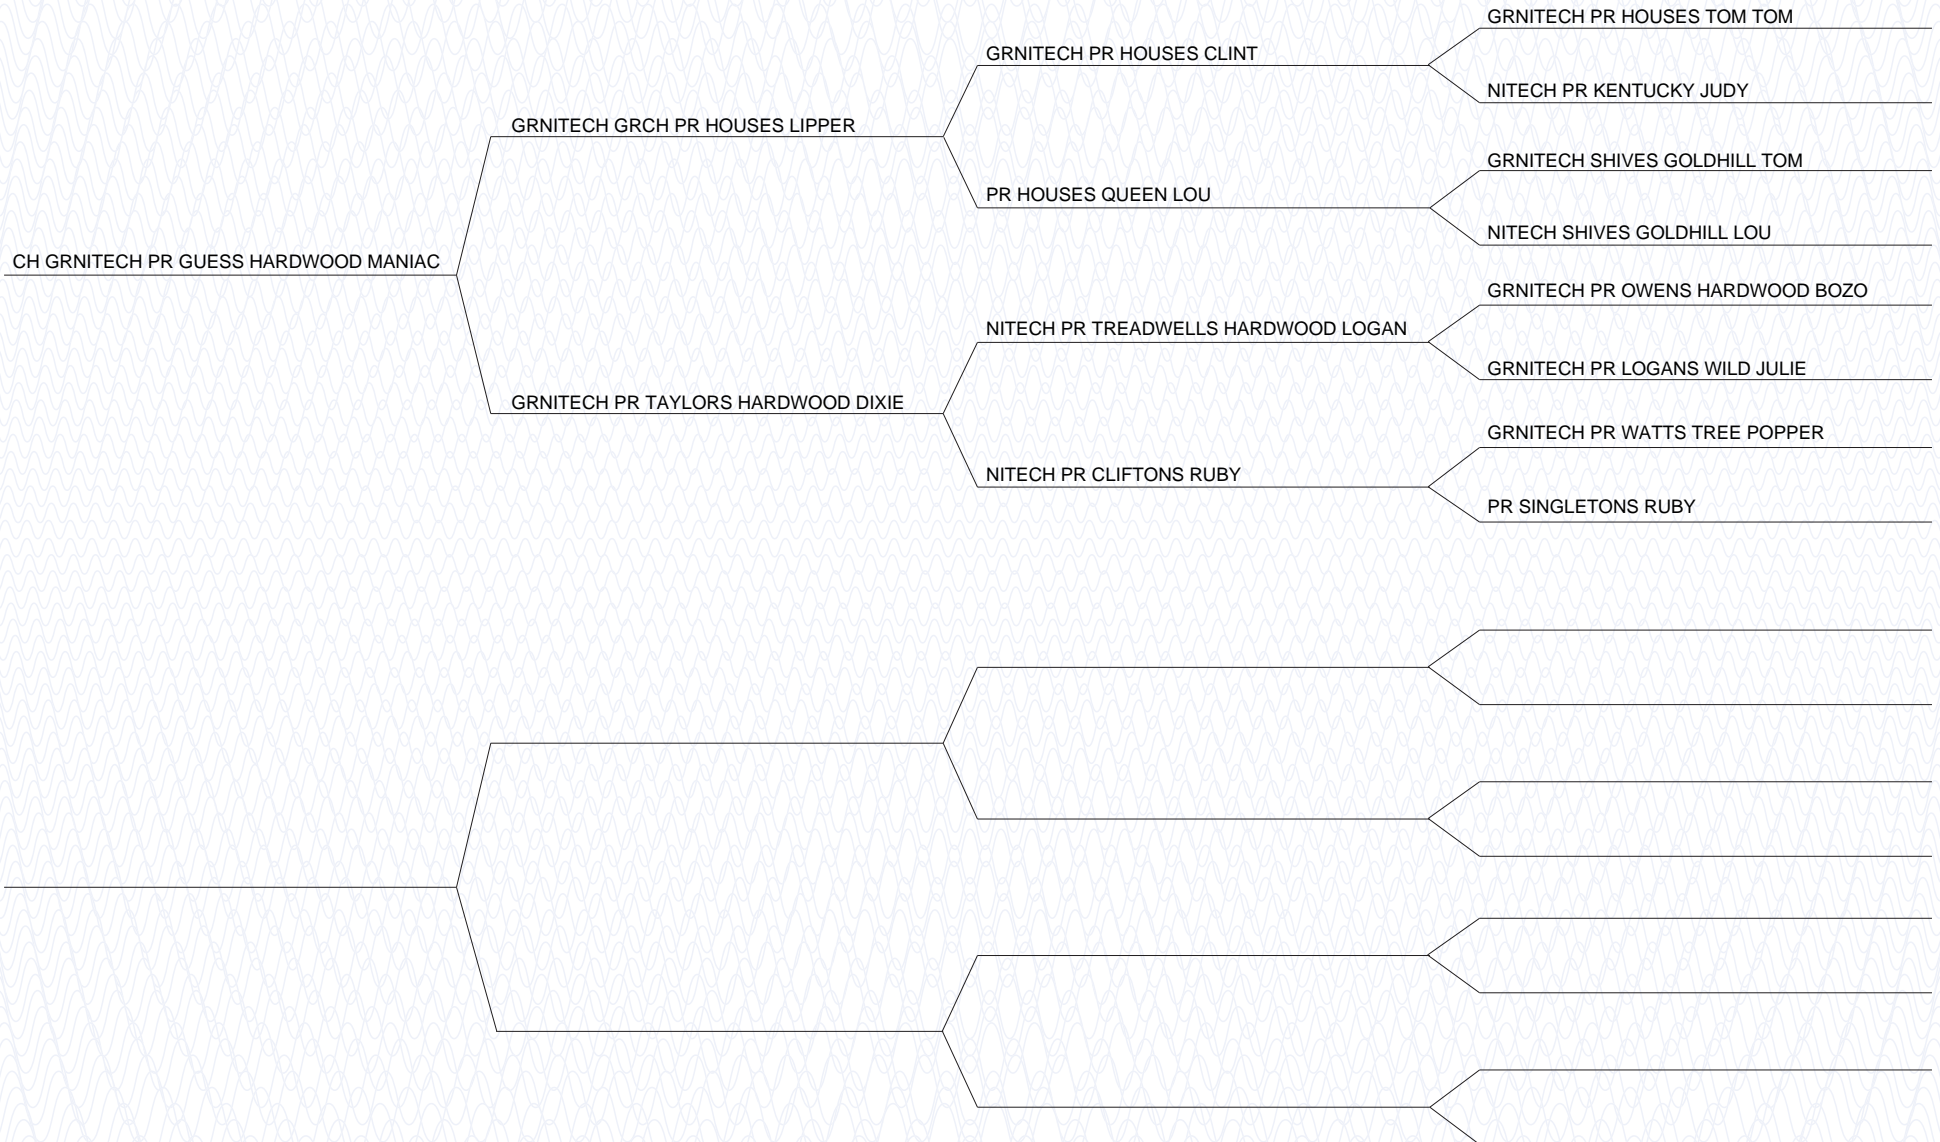 GRNITECH PR HOUSES TOM TOM
GRNITECH PR HOUSES CLINT
NITECH PR KENTUCKY JUDY
GRNITECH GRCH PR HOUSES LIPPER
GRNITECH SHIVES GOLDHILL TOM
PR HOUSES QUEEN LOU
NITECH SHIVES GOLDHILL LOU
CH GRNITECH PR GUESS HARDWOOD MANIAC
GRNITECH PR OWENS HARDWOOD BOZO
NITECH PR TREADWELLS HARDWOOD LOGAN
GRNITECH PR LOGANS WILD JULIE
GRNITECH PR TAYLORS HARDWOOD DIXIE
GRNITECH PR WATTS TREE POPPER
NITECH PR CLIFTONS RUBY
PR SINGLETONS RUBY